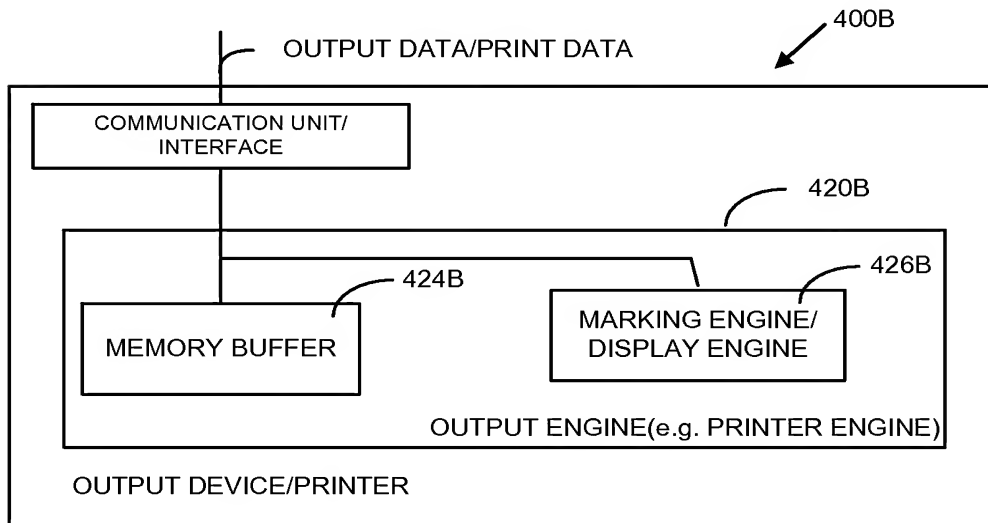 400B
OUTPUT DATA/PRINT DATA
COMMUNICATION UNIT/
INTERFACE
420B
424B
426B
MEMORY BUFFER
MARKING ENGINE/
DISPLAY ENGINE
OUTPUT ENGINE(e.g. PRINTER ENGINE)
OUTPUT DEVICE/PRINTER